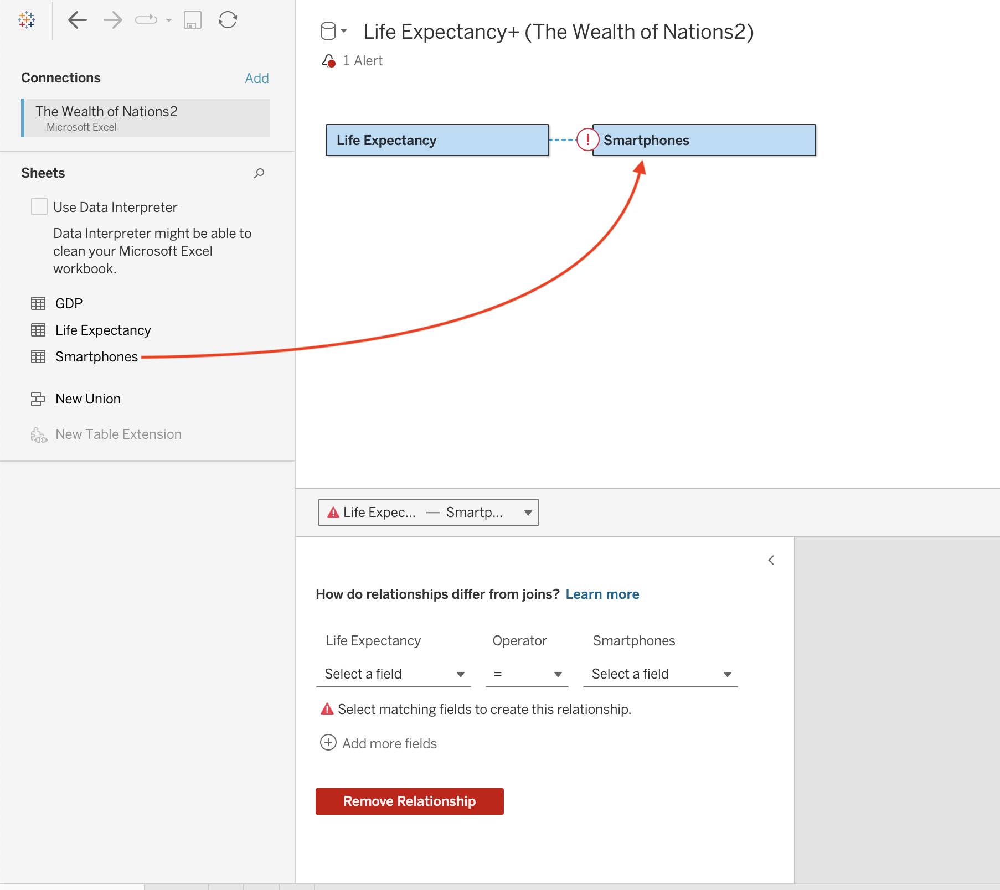 Life Expectancy+ (The Wealth of Nations2)
1 Alert
Connections
Add
The Wealth of Nations2
Microsoft Excel
Life Expectancy
!
Smartphones
Sheets
Use Data Interpreter
Data Interpreter might be able to
clean your Microsoft Excel
workbook.
GDP
Life Expectancy
Smartphones
New Union
New Table Extension
Life Expec... — Smartp...
How do relationships differ from joins? Learn more
Life Expectancy Operator Smartphones
Select a field = Select a field
Select matching fields to create this relationship.
Add more fields
Remove Relationship